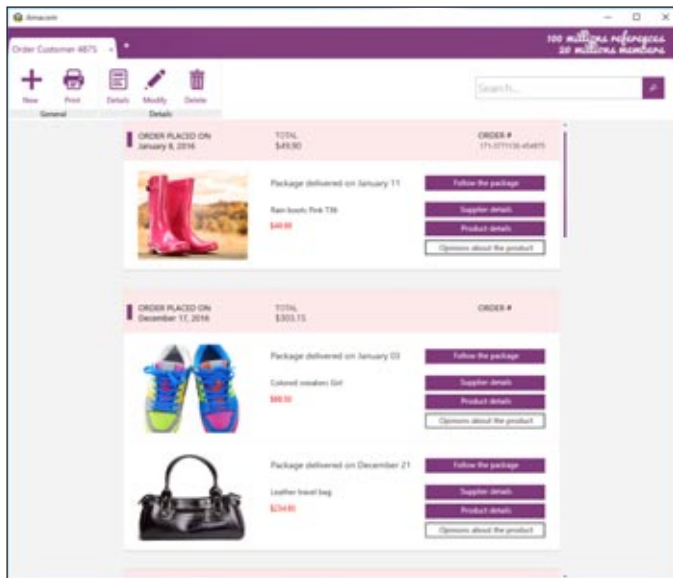 Amacom
Order Customer 4875
100 millions references
20 millions members
New
Print
Details
Modify
Delete
General
Details
Search...
ORDER PLACED ON
January 8, 2016
TOTAL
$49.90
ORDER #
Package delivered on January 11
Rain boots Pink T36
$49.90
Follow the package
Supplier details
Product details
Opinions about the product
ORDER PLACED ON
December 17, 2016
TOTAL
$303.15
ORDER #
Package delivered on January 03
Colored sneakers Girl
Follow the package
Supplier details
Product details
Opinions about the product
Package delivered on December 21
Leather travel bag
Follow the package
Supplier details
Product details
Opinions about the product